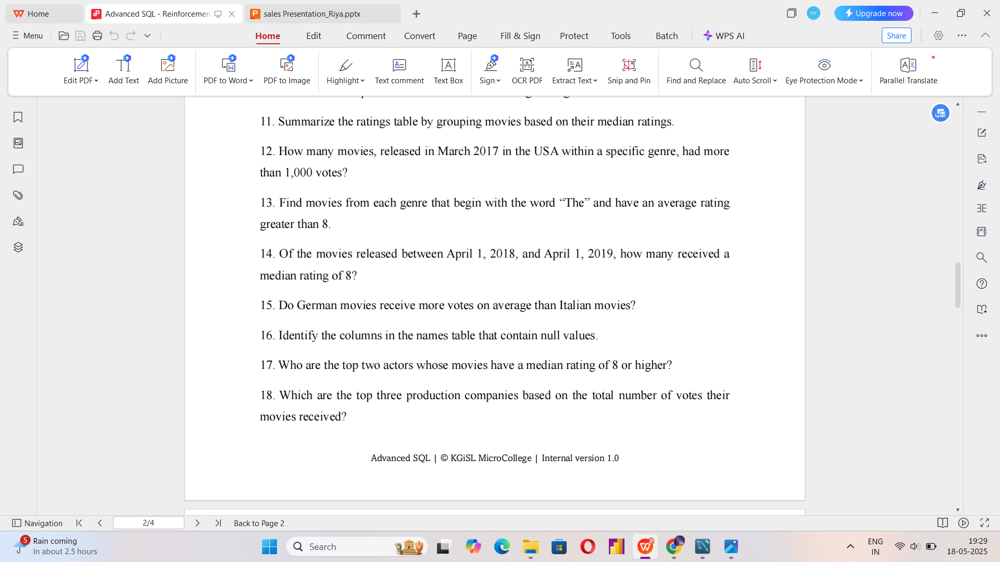 Home
Advanced SQL - Reinforcemen
sales Presentation_Riya.pptx
mr
Upgrade now
Menu
Home Edit Comment Convert Page Fill & Sign Protect Tools Batch WPS AI
Share
Edit PDF Add Text Add Picture PDF to Word PDF to Image Highlight Text comment Text Box Sign OCR PDF Extract Text Snip and Pin Find and Replace Auto Scroll Eye Protection Mode Parallel Translate
11. Summarize the ratings table by grouping movies based on their median ratings.
12. How many movies, released in March 2017 in the USA within a specific genre, had more
than 1,000 votes?
13. Find movies from each genre that begin with the word “The” and have an average rating
greater than 8.
14. Of the movies released between April 1, 2018, and April 1, 2019, how many received a
median rating of 8?
15. Do German movies receive more votes on average than Italian movies?
16. Identify the columns in the names table that contain null values.
17. Who are the top two actors whose movies have a median rating of 8 or higher?
18. Which are the top three production companies based on the total number of votes their
movies received?
Advanced SQL | © KGiSL MicroCollege | Internal version 1.0
Navigation
2/4
Back to Page 2
5
Rain coming
In about 2.5 hours
Search
ENG
IN
19:29
18-05-2025